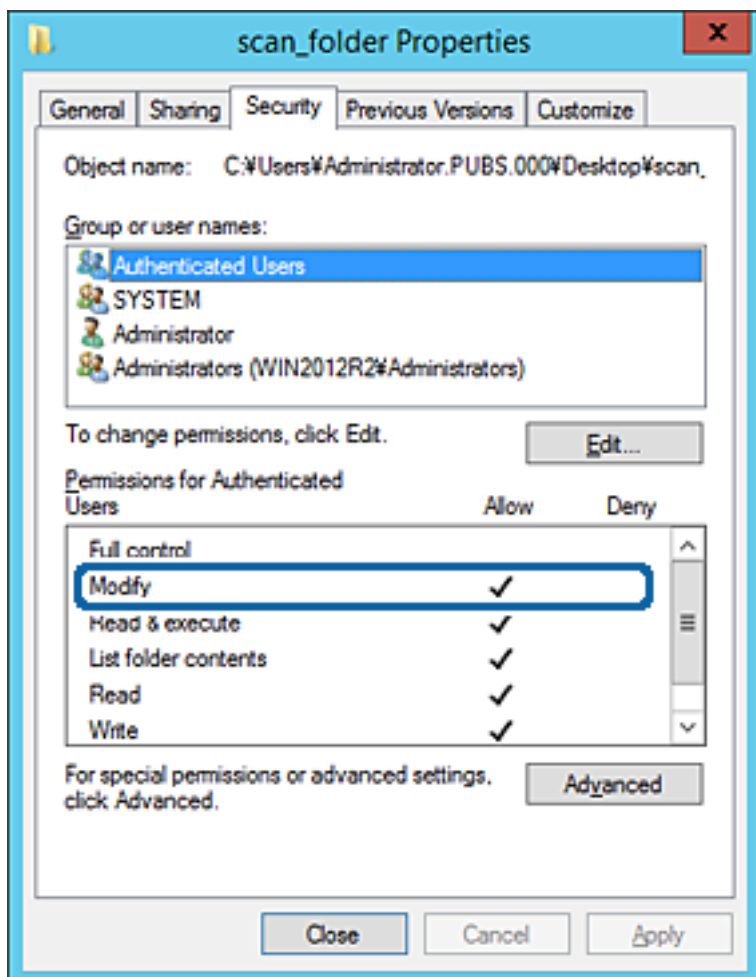 scan_folder Properties
x
General Sharing Security Previous Versions Customize
Object name: C:¥Users¥Administrator.PUBS.000¥Desktop¥scan_
Group or user names:
Authenticated Users
SYSTEM
Administrator
Administrators (WIN2012R2¥Administrators)
To change permissions, click Edit.
Edit...
Permissions for Authenticated
Users Allow Deny
Full control
Modify
Read & execute
List folder contents
Read
Write
For special permissions or advanced settings,
click Advanced.
Advanced
Close Cancel Apply